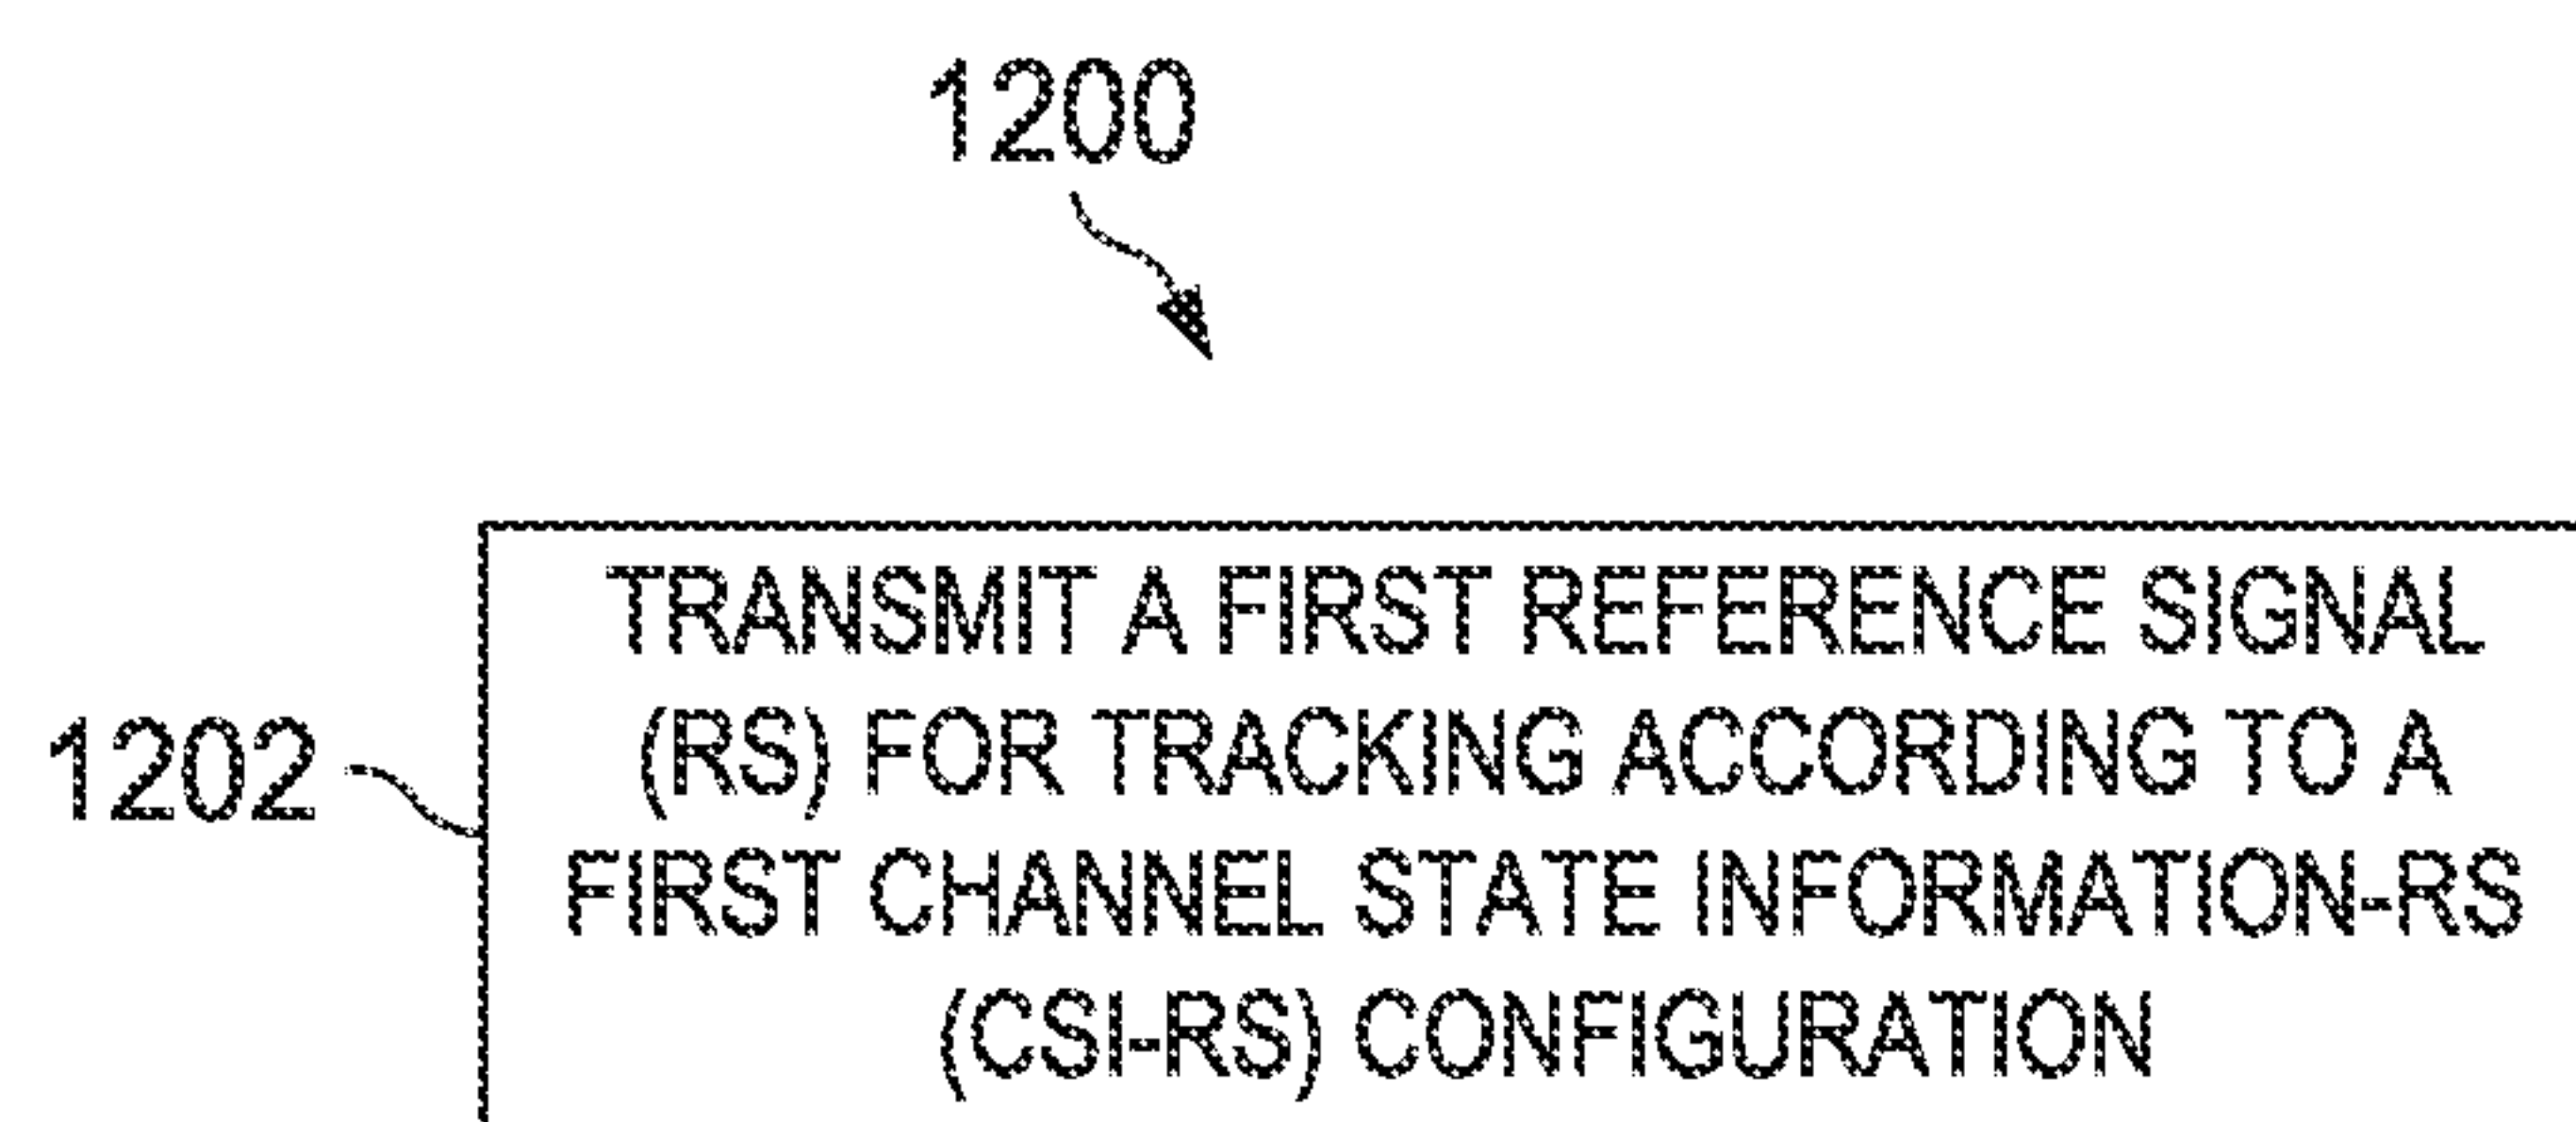 1200
TRANSMIT A FIRST REFERENCE SIGNAL
(RS) FOR TRACKING ACCORDING TO A
1202
FIRST CHANNEL STATE INFORMATION-RS
(CSI-RS) CONFIGURATION